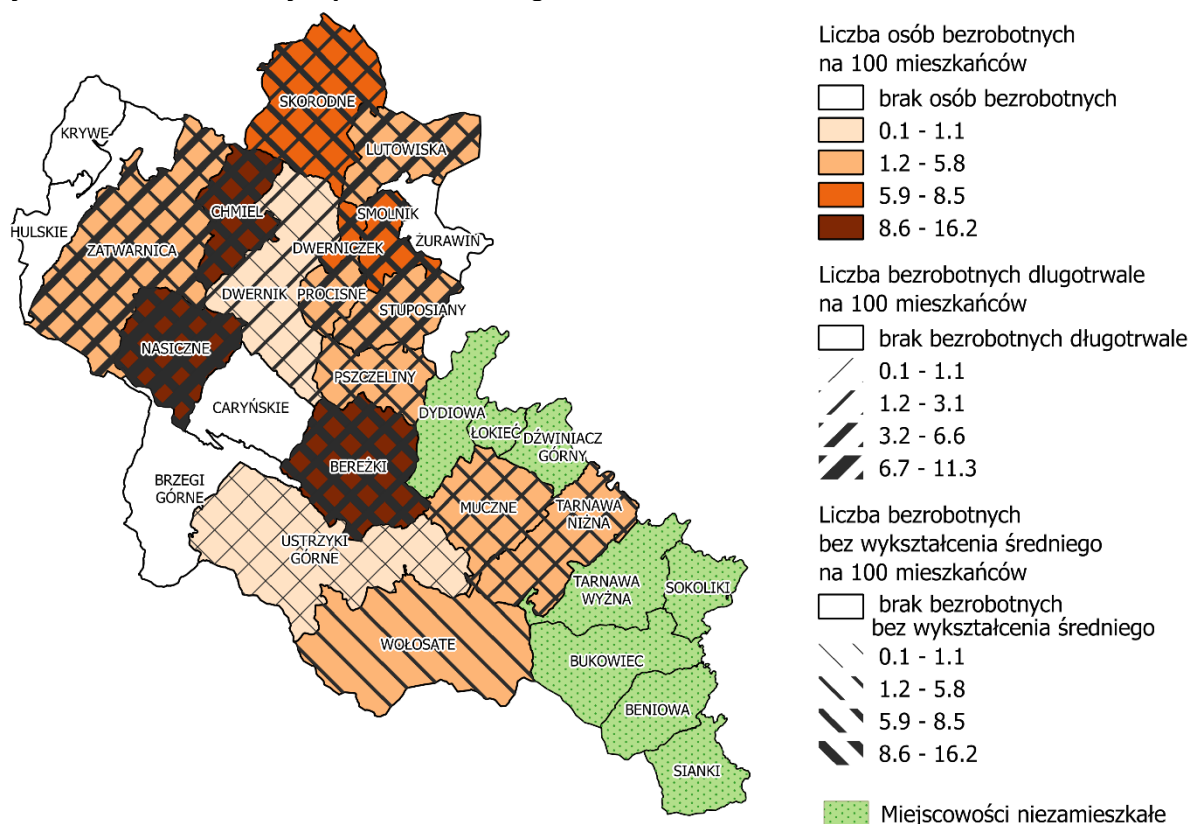 SKORODNE
KRYWE
LUTOWISKA
CHMIEL
SMOLNIK
HULSKIE
ŻURAWIN
ZATWARNICA
DWERNICZEK
DWERNIK
PROCISNE
STUPOSIANY
NASICZNE
PSZCZELINY
CARYŃSKIE
DYDIOWA
ŁOKIEĆ
DŹWINIACZ
GÓRNY
BEREŻKI
BRZEGI
GÓRNE
MUCZNE
TARNAWA
NIŻNA
USTRZYKI
GÓRNE
TARNAWA
WYŻNA
SOKOLIKI
WOŁOSATE
BUKOWIEC
BENIOWA
SIANKI
Liczba osób bezrobotnych
na 100 mieszkańców
brak osób bezrobotnych
0.1 - 1.1
1.2 - 5.8
5.9 - 8.5
8.6 - 16.2
Liczba bezrobotnych dlugotrwale
na 100 mieszkańców
brak bezrobotnych długotrwale
0.1 - 1.1
1.2 - 3.1
3.2 - 6.6
6.7 - 11.3
Liczba bezrobotnych
bez wykształcenia średniego
na 100 mieszkańców
brak bezrobotnych
bez wykształcenia średniego
0.1 - 1.1
1.2 - 5.8
5.9 - 8.5
8.6 - 16.2
Miejscowości niezamieszkałe